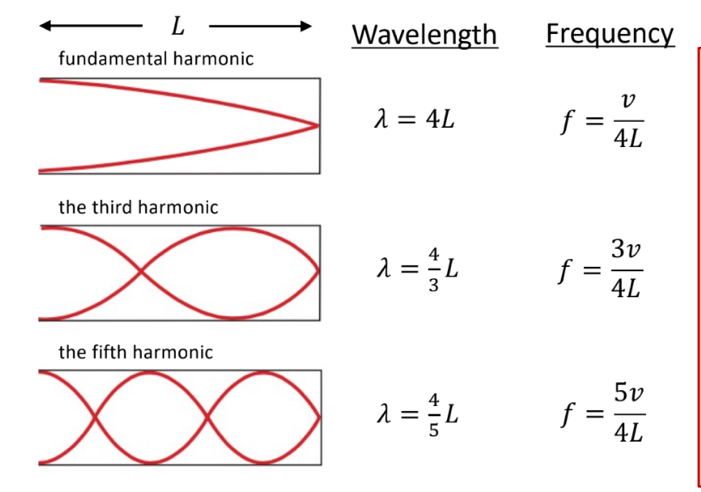 L
Wavelength
Frequency
fundamental harmonic
λ = 4L
f = v/4L
the third harmonic
λ = 4/3 L
f = 3v/4L
the fifth harmonic
λ = 4/5 L
f = 5v/4L